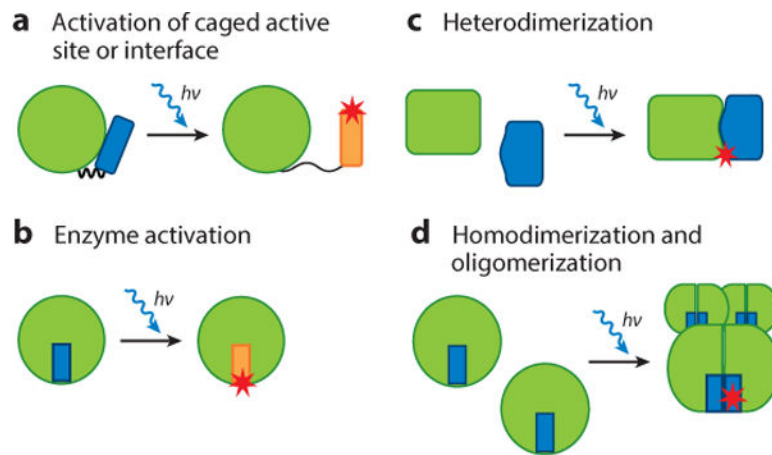 a Activation of caged active
site or interface
hν
b Enzyme activation
hν
c Heterodimerization
hν
d Homodimerization and
oligomerization
hν